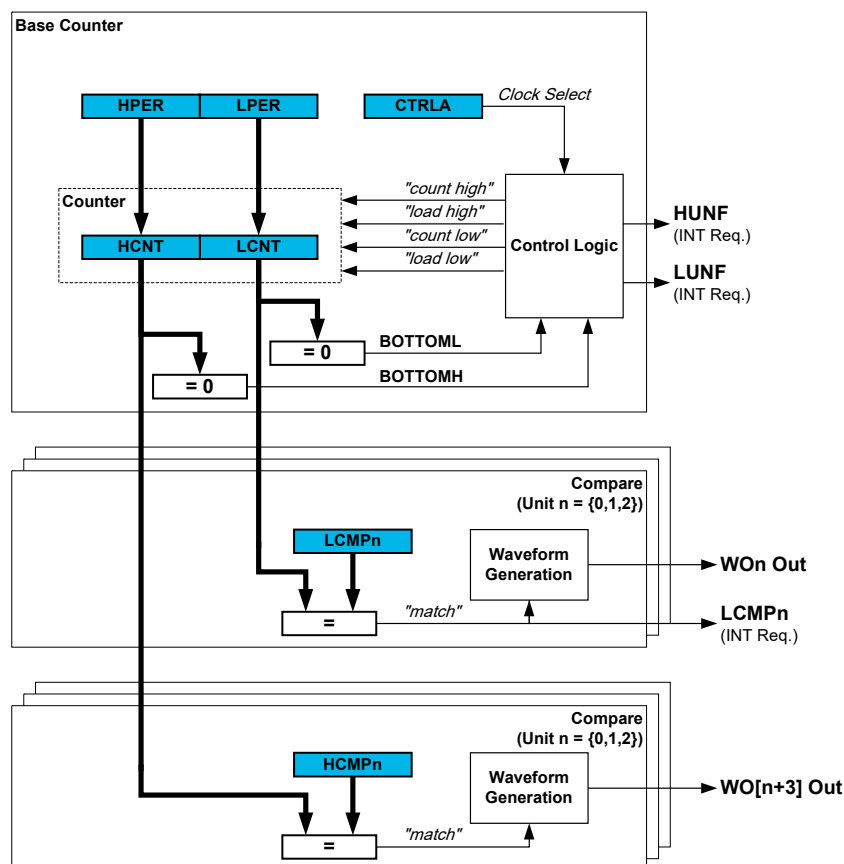 Base Counter
HPER LPER CTRLA
Clock Select
Counter
"count high"
"load high"
"count low"
"load low"
Control Logic
HUNF
(INT Req.)
LUNF
(INT Req.)
HCNT LCNT
= 0
BOTTOML
= 0
BOTTOMH
Compare
(Unit n = {0,1,2})
LCMPn
Waveform
Generation
WOn Out
=
"match"
LCMPn
(INT Req.)
Compare
(Unit n = {0,1,2})
HCMPn
Waveform
Generation
WO[n+3] Out
=
"match"